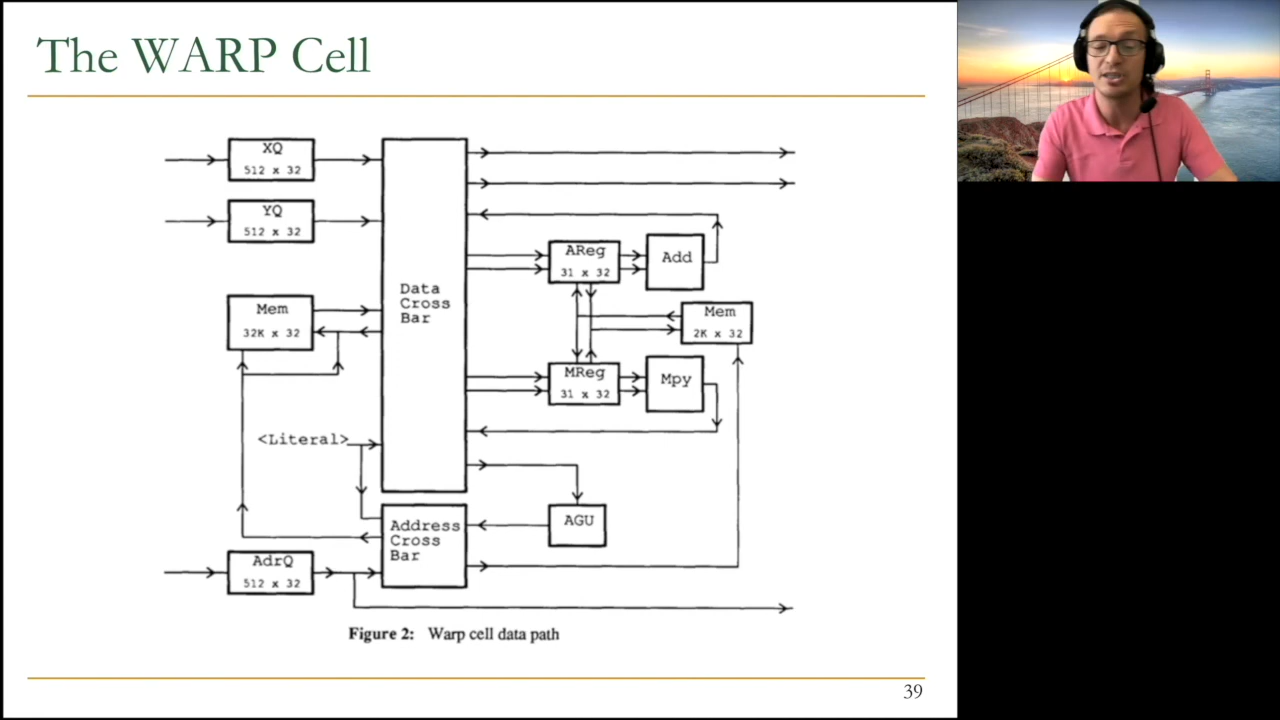 The WARP Cell
XQ
512 x 32
YQ
512 x 32
Mem
32K x 32
<Literal>
AdrQ
512 x 32
Data
Cross
Bar
Address
Cross
Bar
AReg
31 x 32
Add
Mem
2K x 32
MReg
31 x 32
Mpy
AGU
Figure 2: Warp cell data path
39